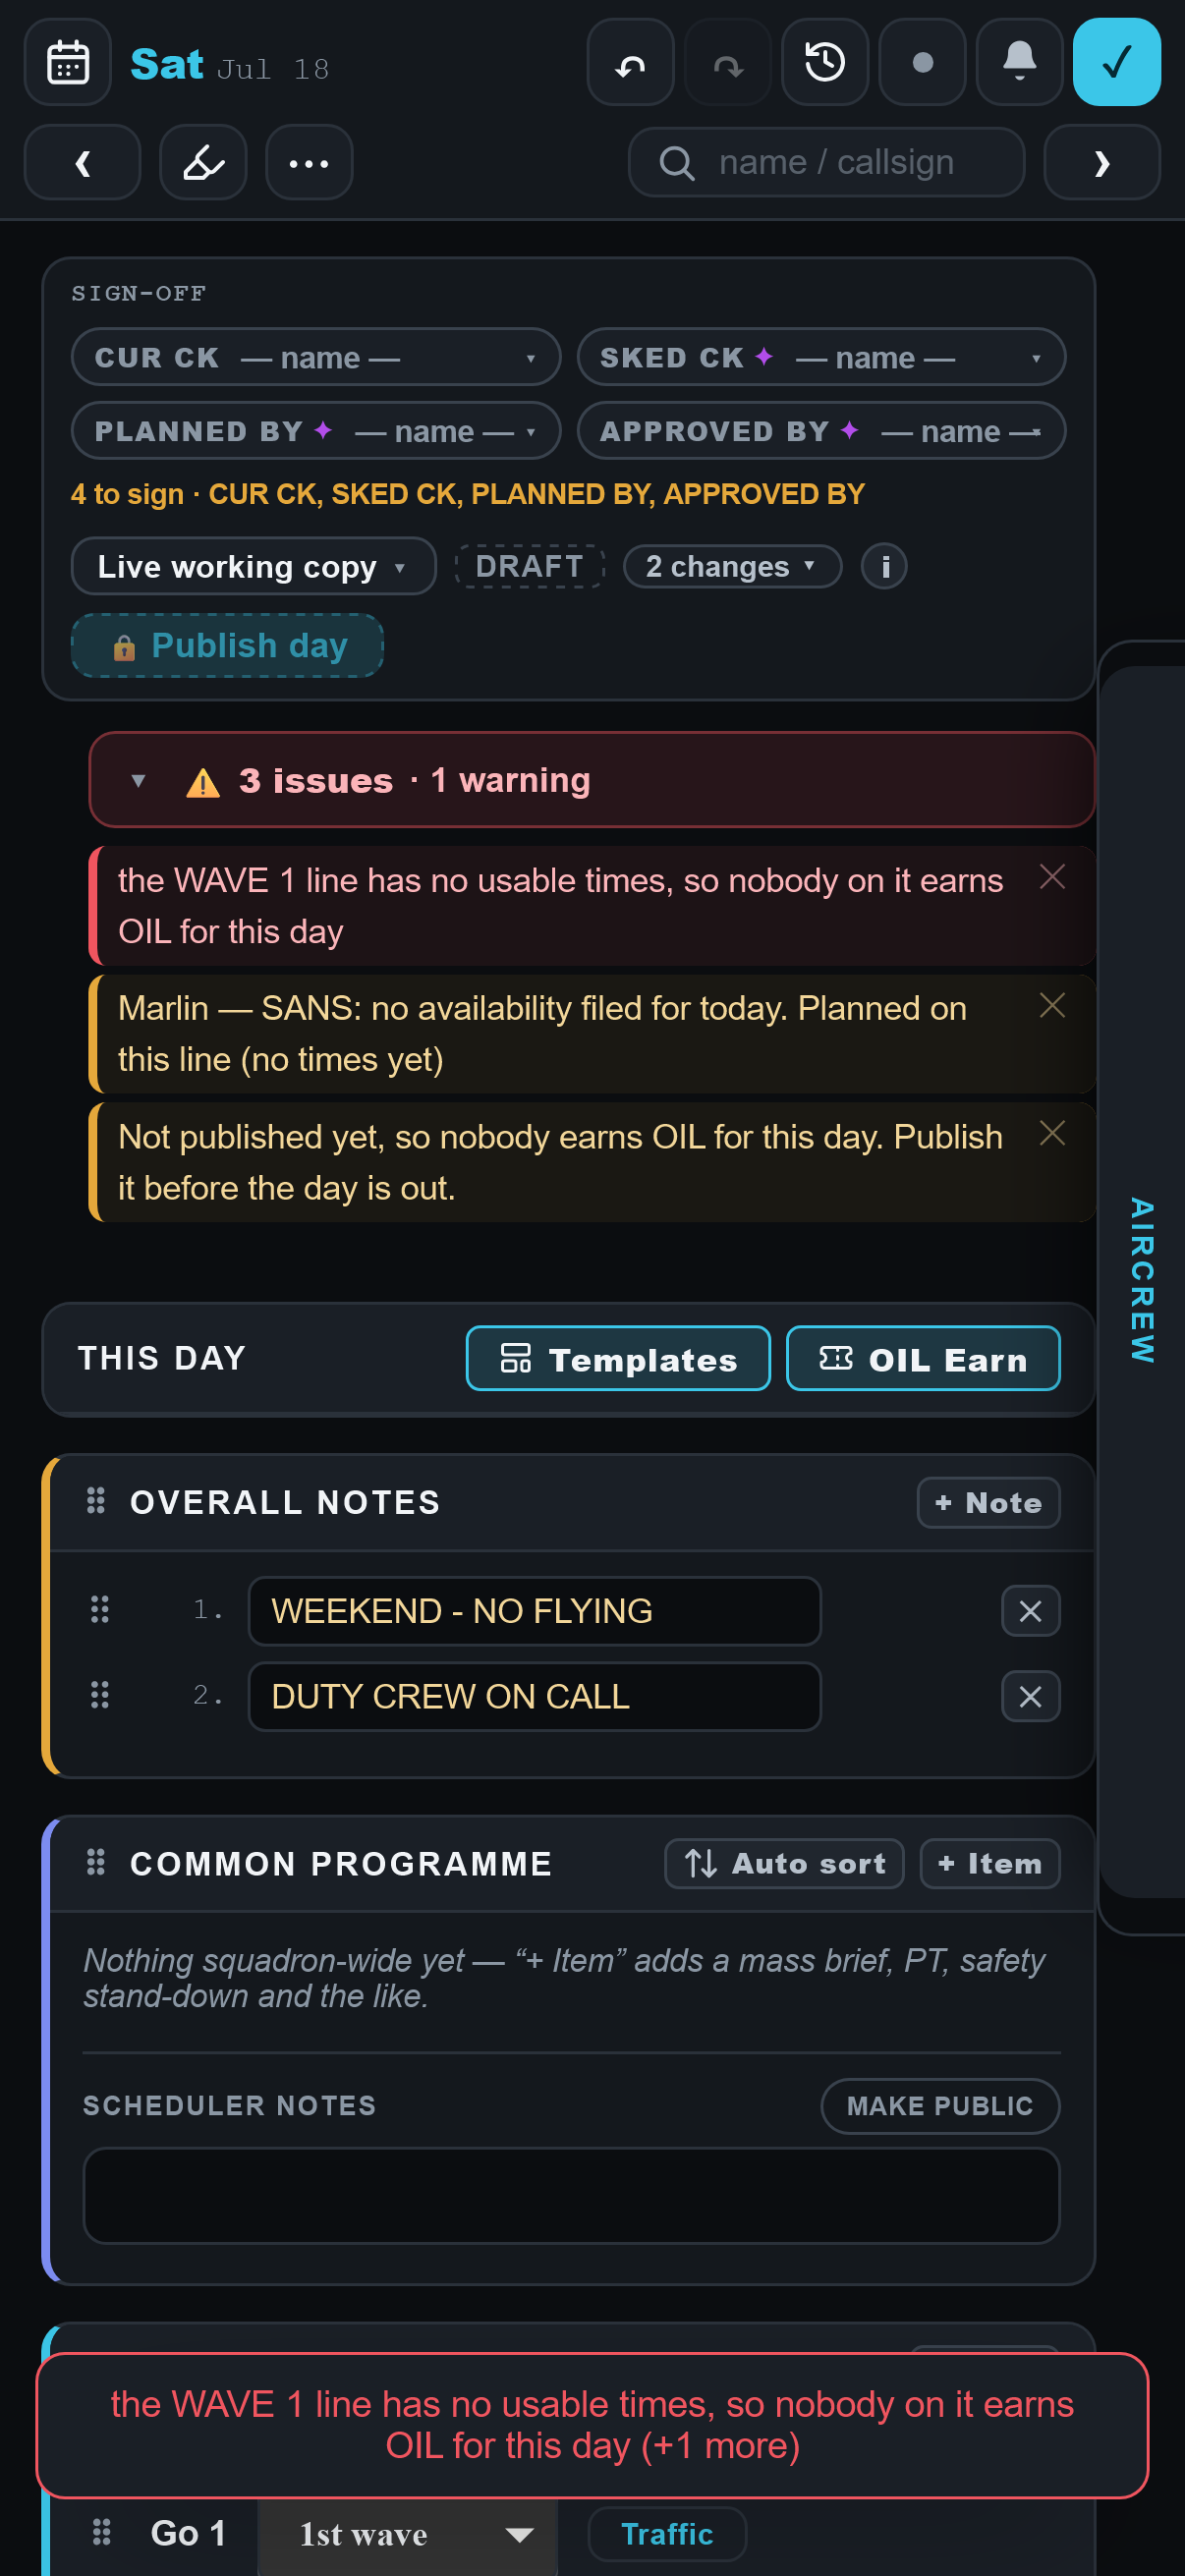 Sat Jul 18
name / callsign
SIGN-OFF
CUR CK — name —
SKED CK — name —
PLANNED BY — name —
APPROVED BY — name —
4 to sign · CUR CK, SKED CK, PLANNED BY, APPROVED BY
Live working copy DRAFT 2 changes i
Publish day
3 issues · 1 warning
the WAVE 1 line has no usable times, so nobody on it earns
OIL for this day
Marlin — SANS: no availability filed for today. Planned on
this line (no times yet)
Not published yet, so nobody earns OIL for this day. Publish
it before the day is out.
AIRCREW
THIS DAY Templates OIL Earn
OVERALL NOTES + Note
1. WEEKEND - NO FLYING
2. DUTY CREW ON CALL
COMMON PROGRAMME Auto sort + Item
Nothing squadron-wide yet — “+ Item” adds a mass brief, PT, safety
stand-down and the like.
SCHEDULER NOTES MAKE PUBLIC
the WAVE 1 line has no usable times, so nobody on it earns
OIL for this day (+1 more)
Go 1 1st wave Traffic